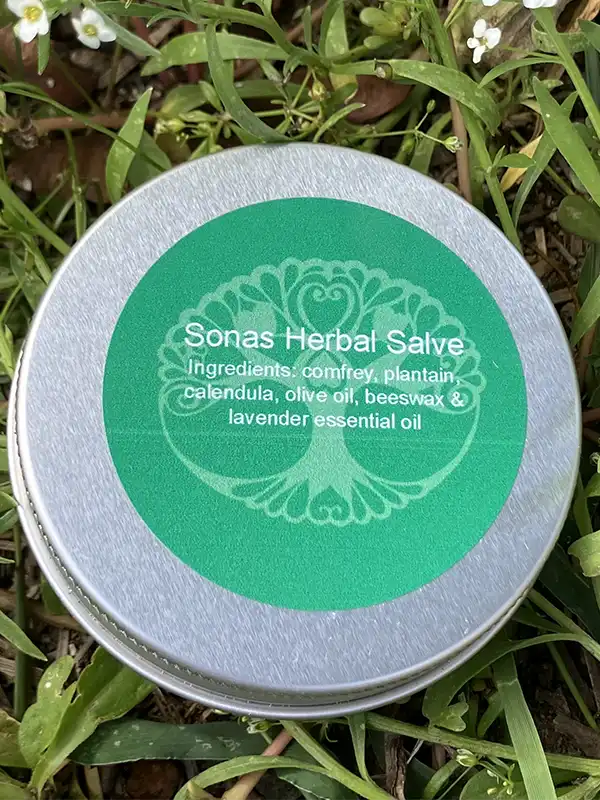 Sonas Herbal Salve
Ingredients: comfrey, plantain,
calendula, olive oil, beeswax &
lavender essential oil